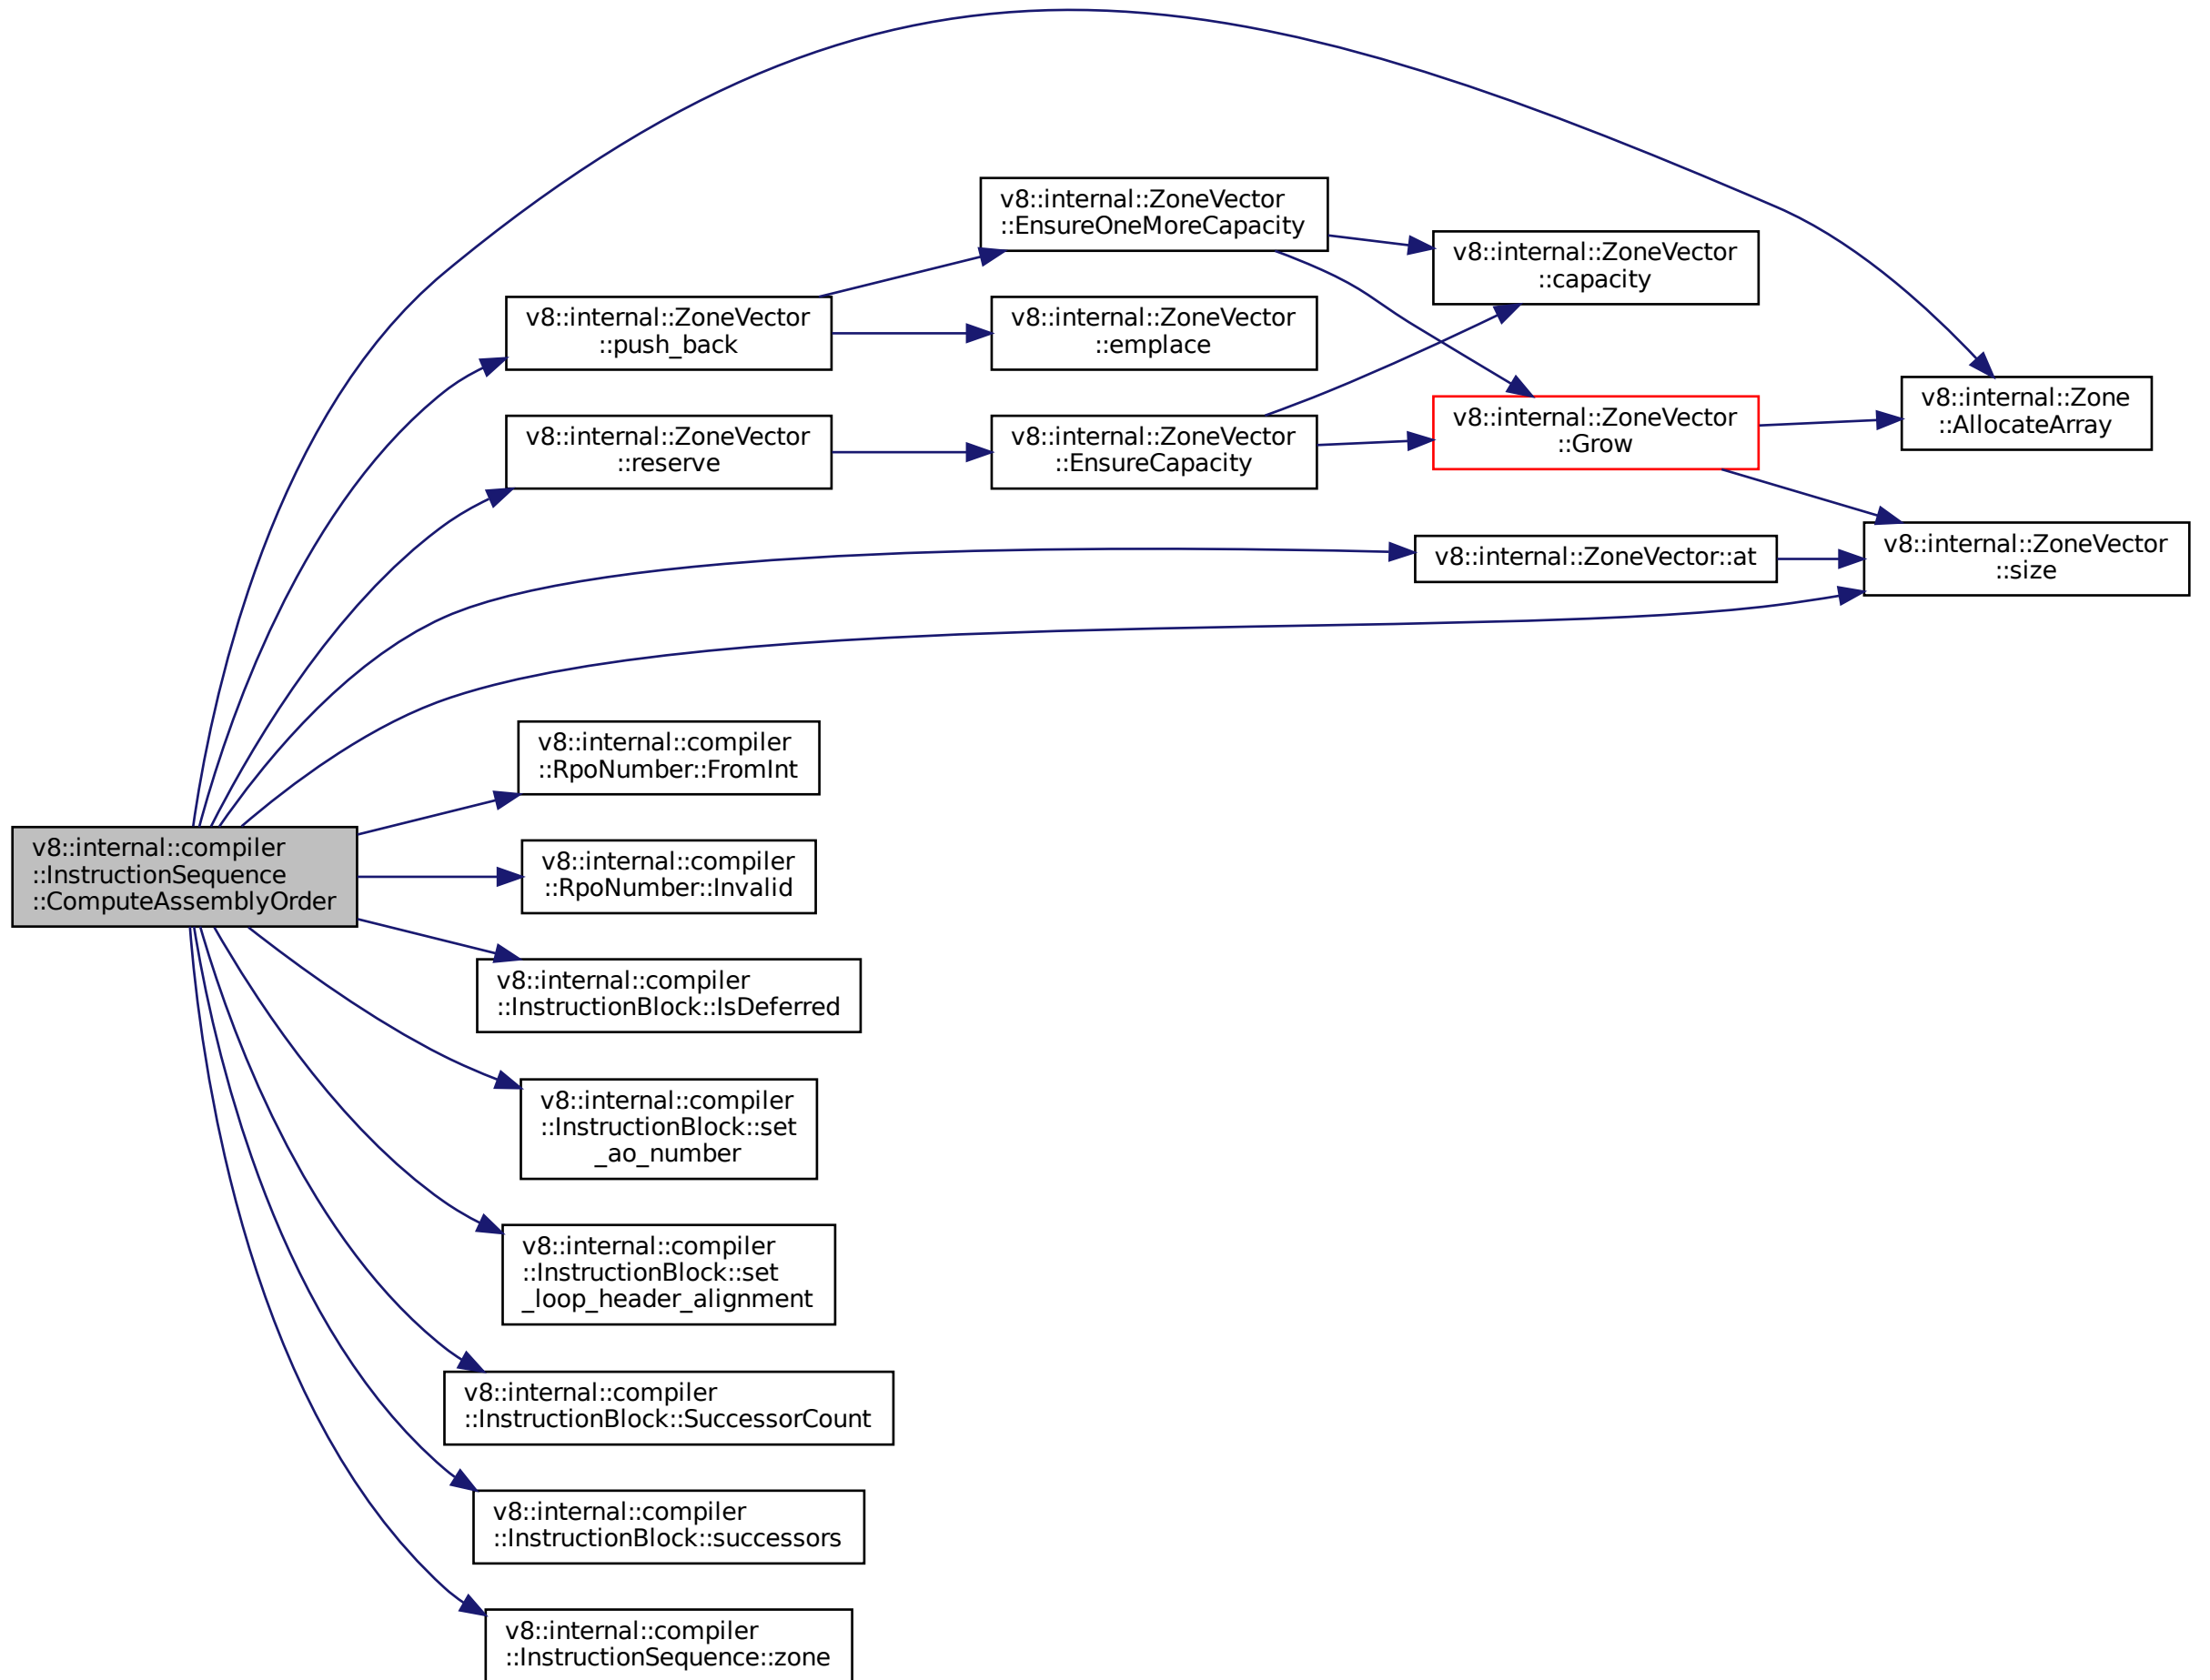 v8::internal::ZoneVector
::EnsureOneMoreCapacity
v8::internal::ZoneVector
::capacity
v8::internal::ZoneVector
::push_back
v8::internal::ZoneVector
::emplace
v8::internal::Zone
::AllocateArray
v8::internal::ZoneVector
::reserve
v8::internal::ZoneVector
::EnsureCapacity
v8::internal::ZoneVector
::Grow
v8::internal::ZoneVector::at
v8::internal::ZoneVector
::size
v8::internal::compiler
::RpoNumber::FromInt
v8::internal::compiler
::InstructionSequence
::ComputeAssemblyOrder
v8::internal::compiler
::RpoNumber::Invalid
v8::internal::compiler
::InstructionBlock::IsDeferred
v8::internal::compiler
::InstructionBlock::set
_ao_number
v8::internal::compiler
::InstructionBlock::set
_loop_header_alignment
v8::internal::compiler
::InstructionBlock::SuccessorCount
v8::internal::compiler
::InstructionBlock::successors
v8::internal::compiler
::InstructionSequence::zone